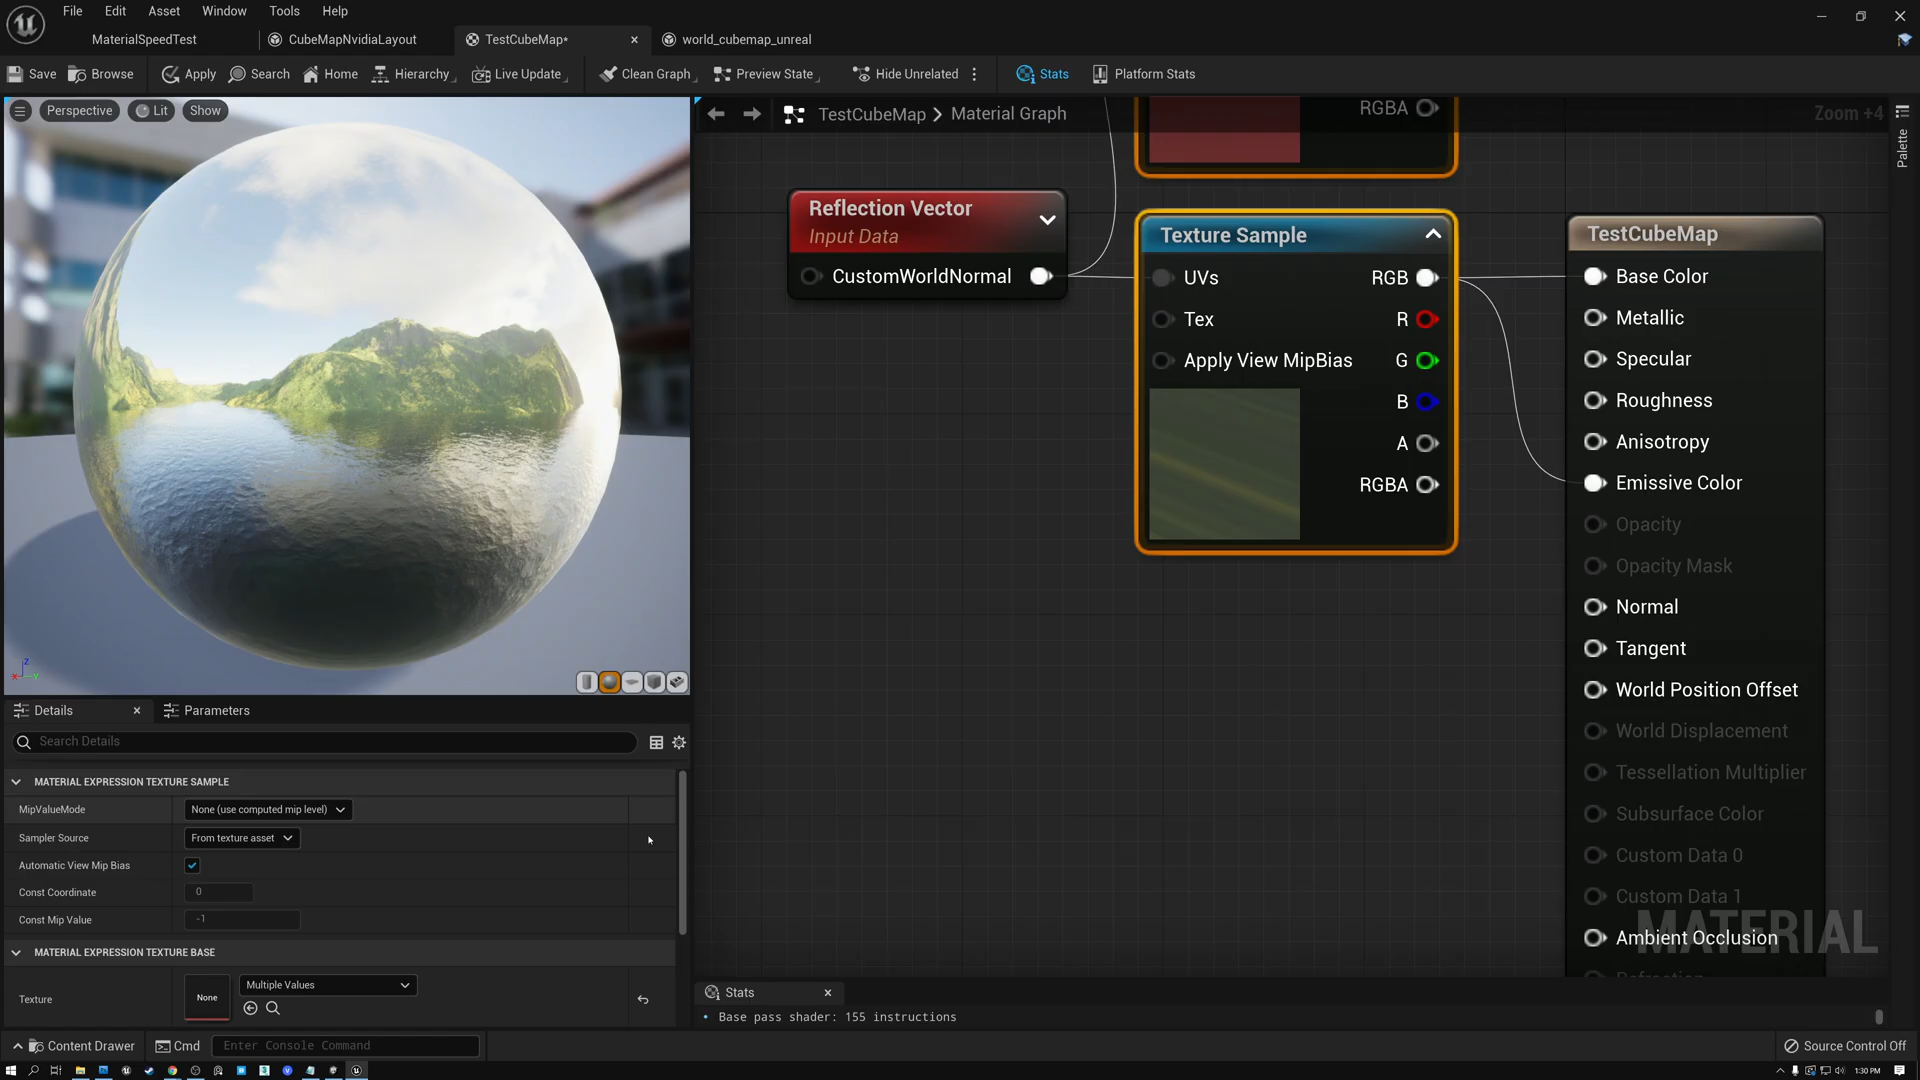 File Edit Asset Window Tools Help
MaterialSpeedTest CubeMapNvidiaLayout TestCubeMap* world_cubemap_unreal
Save Browse Apply Search Home Hierarchy Live Update Clean Graph Preview State Hide Unrelated Stats Platform Stats
Perspective Lit Show
TestCubeMap > Material Graph
Zoom +4
Palette
RGBA
Reflection Vector
Input Data
CustomWorldNormal
Texture Sample
UVs RGB
Tex R
Apply View MipBias G
B
A
RGBA
TestCubeMap
Base Color
Metallic
Specular
Roughness
Anisotropy
Emissive Color
Opacity
Opacity Mask
Normal
Tangent
World Position Offset
World Displacement
Tessellation Multiplier
Subsurface Color
Custom Data 0
Custom Data 1
Ambient Occlusion
Refraction
MATERIAL
Z
X Y
Details Parameters
Search Details
MATERIAL EXPRESSION TEXTURE SAMPLE
MipValueMode None (use computed mip level)
Sampler Source From texture asset
Automatic View Mip Bias
Const Coordinate 0
Const Mip Value -1
MATERIAL EXPRESSION TEXTURE BASE
Texture None Multiple Values
Stats
• Base pass shader: 155 instructions
Content Drawer Cmd Enter Console Command Source Control Off
1:30 PM